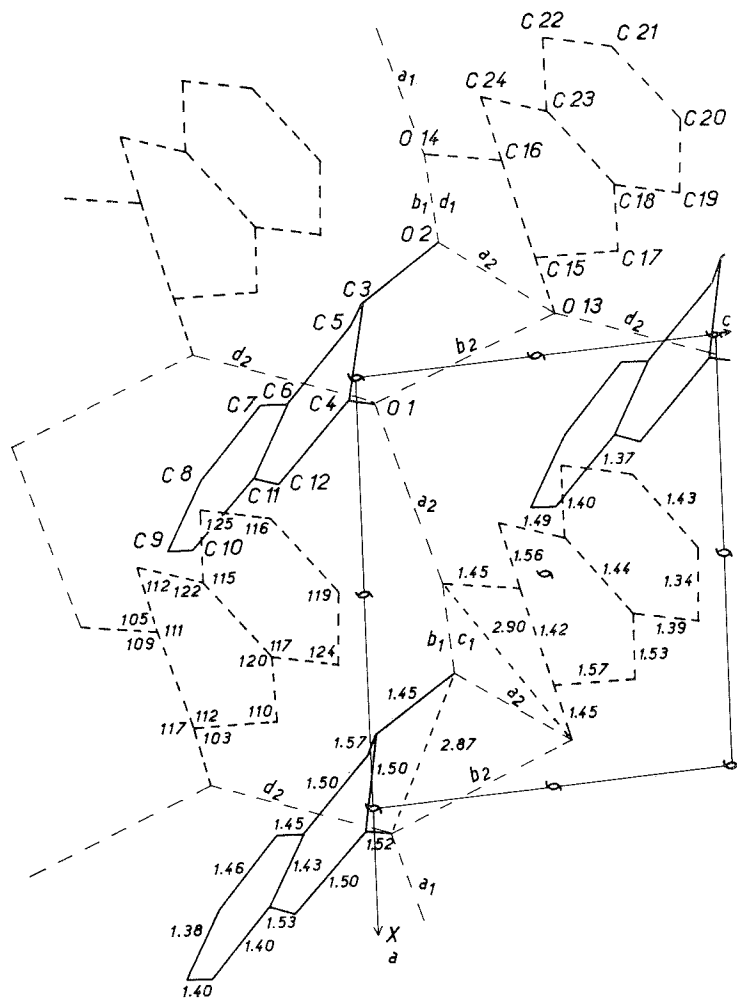 C 22
C 21
a1
C 24
C 23
C 20
O 14
C 16
b1 d1
C 18
C 19
O 2
a2
C 15
C 17
C 3
O 13
C 5
d2
c
d2
b2
C 7
C 6
C 4
O 1
C 8
C 11
C 12
1.37
a2
1.40
1.43
125
116
1.49
C 9
C 10
1.56
112
122
115
1.45
1.44
1.34
119
105
111
2.90
1.42
1.39
109
117
b1 c1
120
124
1.53
1.57
1.45
a2
112
110
117
103
1.45
1.57
2.87
1.50
1.50
b2
d2
1.45
1.52
1.46
1.43
1.50
a1
1.38
1.53
1.40
X
a
1.40